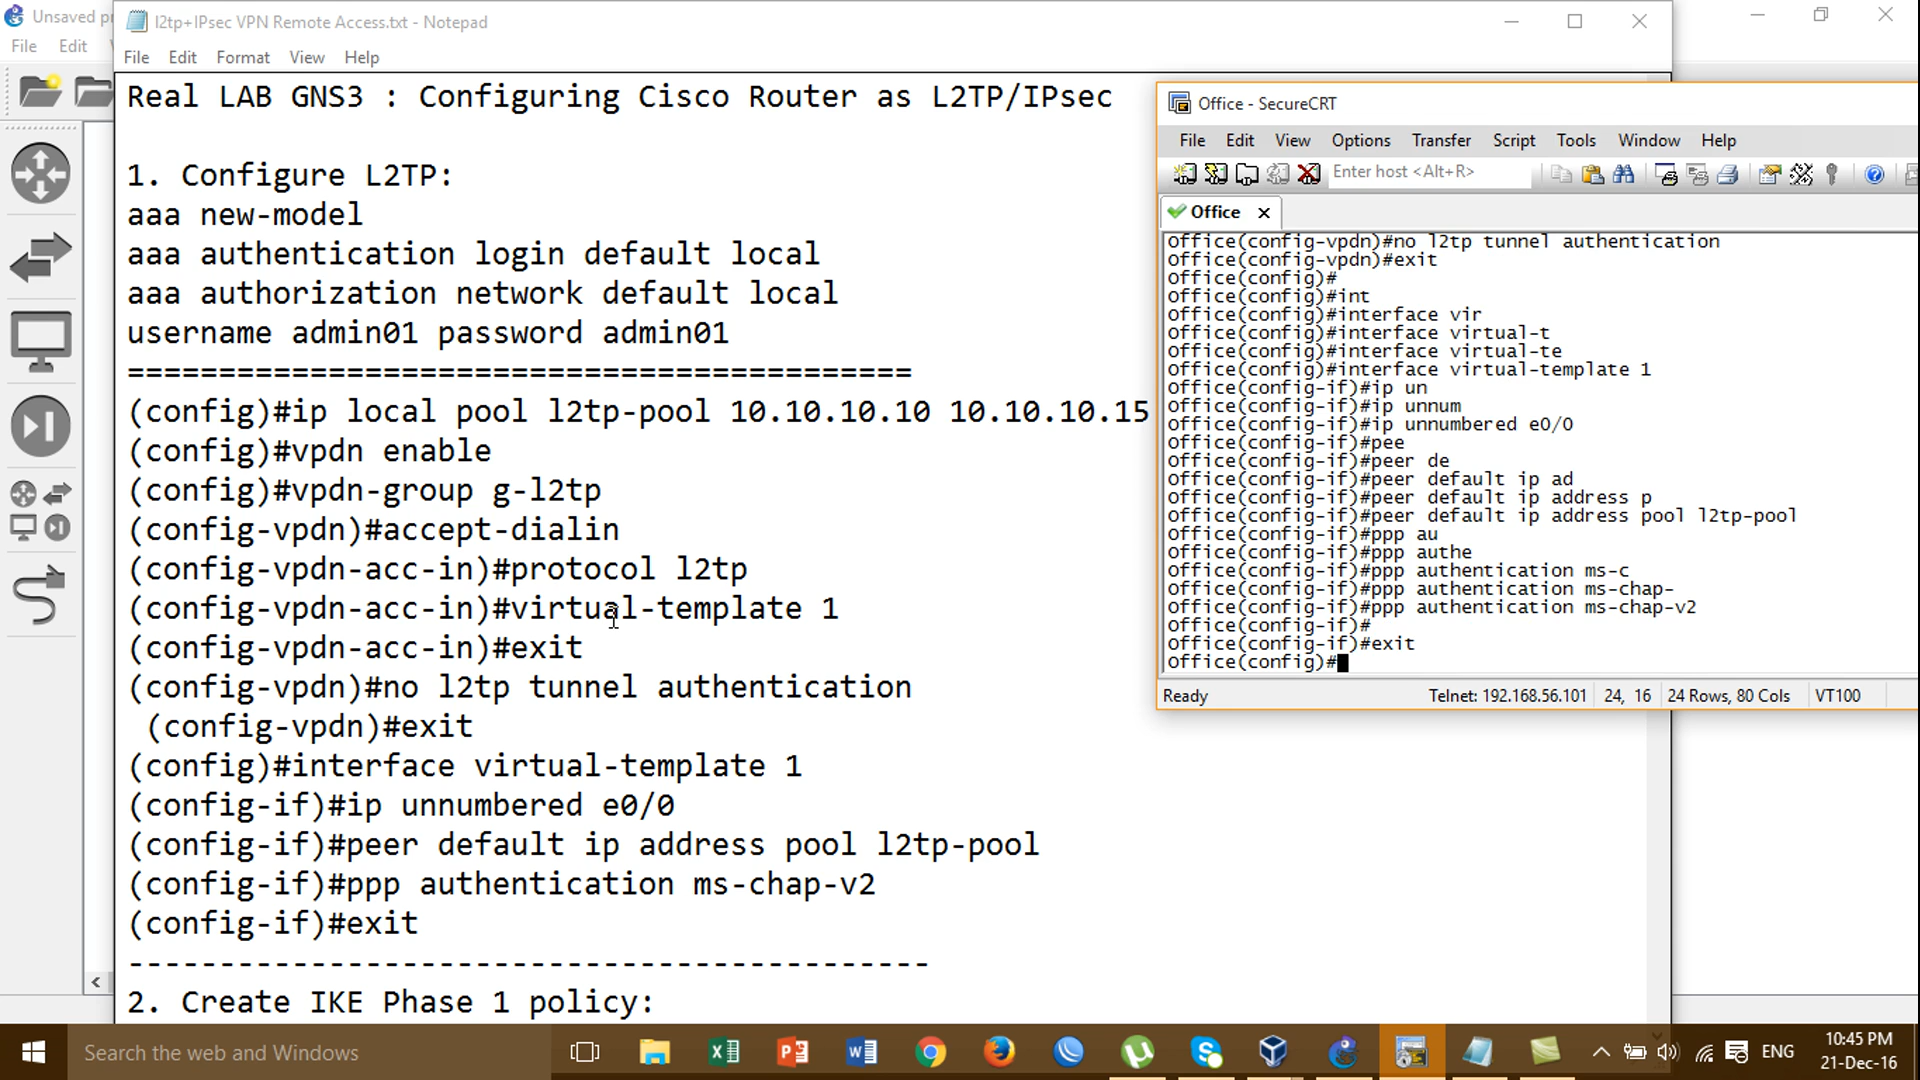 Unsaved pr
File Edit
l2tp+IPsec VPN Remote Access.txt - Notepad
File Edit Format View Help
Real LAB GNS3 : Configuring Cisco Router as L2TP/IPsec
1. Configure L2TP:
aaa new-model
aaa authentication login default local
aaa authorization network default local
username admin01 password admin01
===========================================
(config)#ip local pool l2tp-pool 10.10.10.10 10.10.10.15
(config)#vpdn enable
(config)#vpdn-group g-l2tp
(config-vpdn)#accept-dialin
(config-vpdn-acc-in)#protocol l2tp
(config-vpdn-acc-in)#virtual-template 1
(config-vpdn-acc-in)#exit
(config-vpdn)#no l2tp tunnel authentication
(config-vpdn)#exit
(config)#interface virtual-template 1
(config-if)#ip unnumbered e0/0
(config-if)#peer default ip address pool l2tp-pool
(config-if)#ppp authentication ms-chap-v2
(config-if)#exit
--------------------------------------------
2. Create IKE Phase 1 policy:
Office - SecureCRT
File Edit View Options Transfer Script Tools Window Help
Enter host <Alt+R>
Office
Office(config-vpdn)#no l2tp tunnel authentication
Office(config-vpdn)#exit
Office(config)#
Office(config)#int
Office(config)#interface vir
Office(config)#interface virtual-t
Office(config)#interface virtual-te
Office(config)#interface virtual-template 1
Office(config-if)#ip un
Office(config-if)#ip unnum
Office(config-if)#ip unnumbered e0/0
Office(config-if)#pee
Office(config-if)#peer de
Office(config-if)#peer default ip ad
Office(config-if)#peer default ip address p
Office(config-if)#peer default ip address pool l2tp-pool
Office(config-if)#ppp au
Office(config-if)#ppp authe
Office(config-if)#ppp authentication ms-c
Office(config-if)#ppp authentication ms-chap-
Office(config-if)#ppp authentication ms-chap-v2
Office(config-if)#
Office(config-if)#exit
Office(config)#
Ready Telnet: 192.168.56.101 24, 16 24 Rows, 80 Cols VT100
Search the web and Windows
ENG
10:45 PM
21-Dec-16